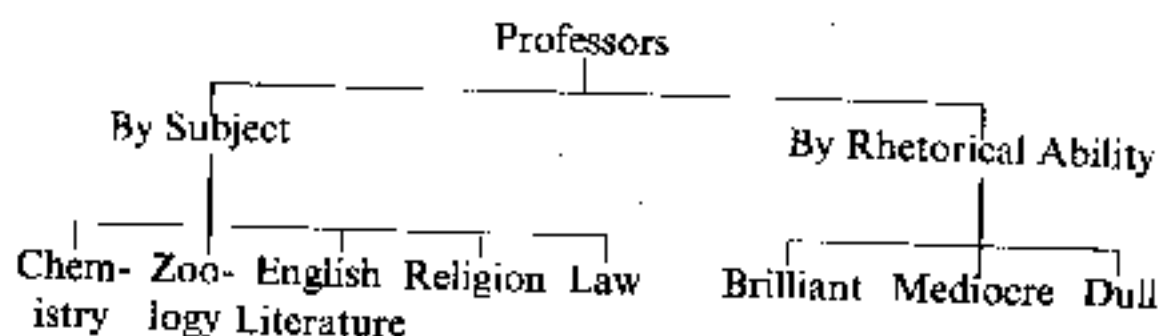 Professors
By Subject
By Rhetorical Ability
Chem- Zoo- English Religion Law
istry logy Literature
Brilliant Mediocre Dull